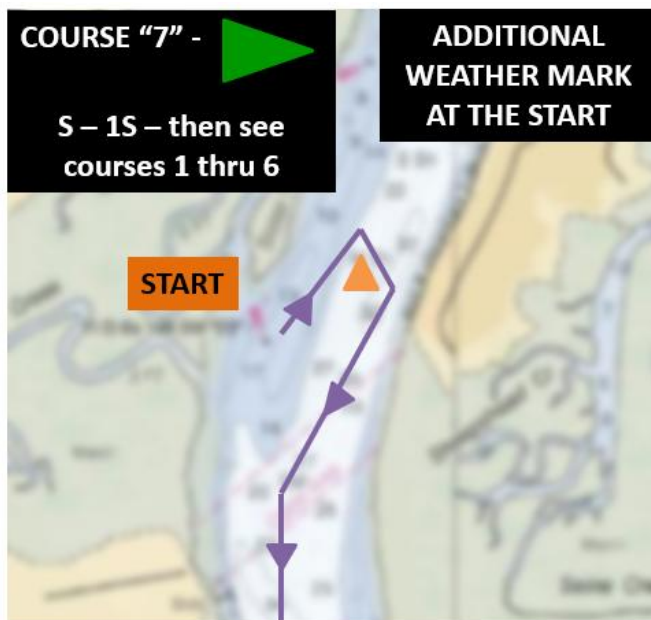 COURSE “7” -
S – 1S – then see
courses 1 thru 6
ADDITIONAL
WEATHER MARK
AT THE START
START